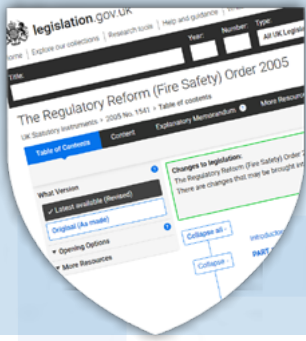 legislation.gov.uk
Home | Explore our collections | Research tools | Help and guidance
Title:
Year:
Number:
Type:
All UK Legisla
The Regulatory Reform (Fire Safety) Order 2005
UK Statutory Instruments > 2005 No. 1541 > Table of contents
Table of Contents
Content
Explanatory Memorandum
More Resour
What Version
Latest available (Revised)
Original (As made)
Opening Options
More Resources
Changes to legislation:
The Regulatory Reform (Fire Safety) Order
There are changes that may be brought in
Collapse all -
Collapse -
Introduc
PART